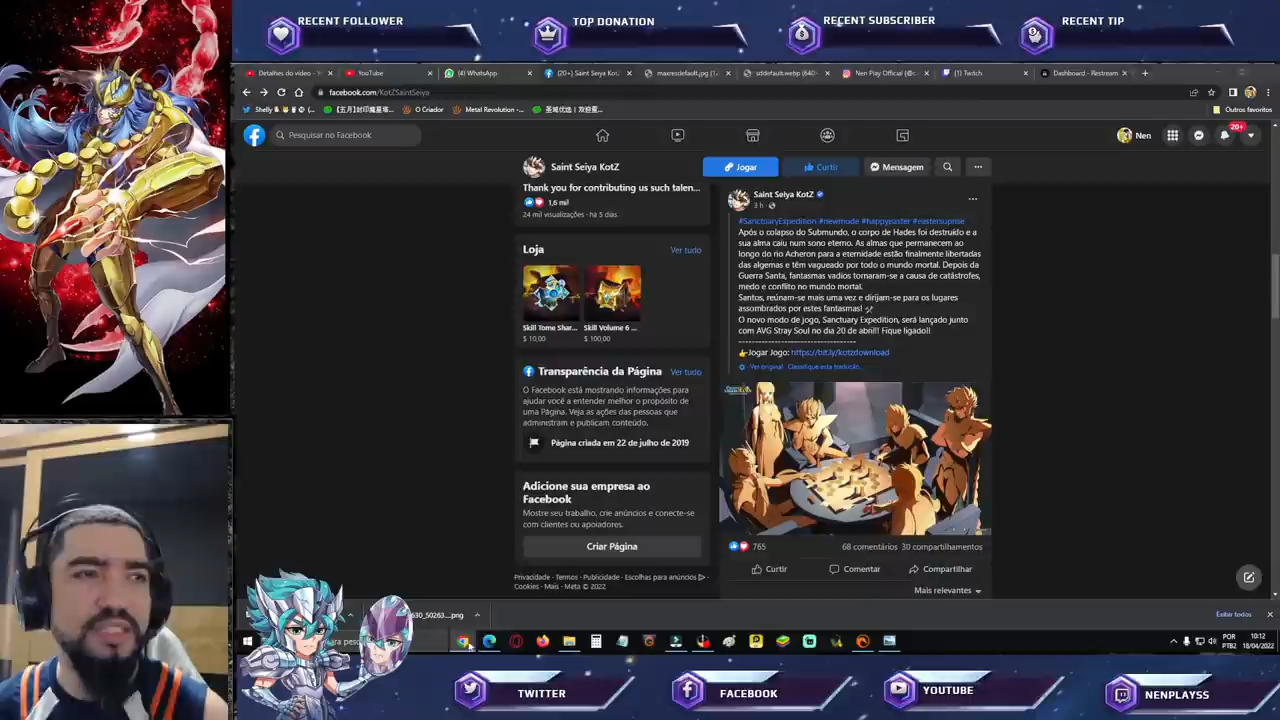 RECENT FOLLOWER
TOP DONATION
RECENT SUBSCRIBER
RECENT TIP
Detalhes do vídeo - Y
YouTube
(4) WhatsApp
(20+) Saint Seiya Kot
maxresdefault.jpg (1
sddefault.webp (640
Nen Play Official (@c
(1) Twitch
Dashboard - Restream
facebook.com/KotZSaintSeiya
Shelly
O Criador
Metal Revolution -...
Outros favoritos
Pesquisar no Facebook
Nen
20+
Saint Seiya KotZ
Jogar
Curtir
Mensagem
Thank you for contributing us such talen...
1,6 mil
24 mil visualizações · há 5 dias
Loja
Ver tudo
Skill Tome Shar...
Skill Volume 6 ...
$ 10,00
$ 100,00
Transparência da Página
Ver tudo
O Facebook está mostrando informações para
ajudar você a entender melhor o propósito de
uma Página. Veja as ações das pessoas que
administram e publicam conteúdo.
Página criada em 22 de julho de 2019
Adicione sua empresa ao
Facebook
Mostre seu trabalho, crie anúncios e conecte-se
com clientes ou apoiadores.
Criar Página
Privacidade · Termos · Publicidade · Escolhas para anúncios ·
Cookies · Mais · Meta © 2022
Saint Seiya KotZ
3 h ·
#SanctuaryExpedition #newmode #happyeaster #eastersuprise
Após o colapso do Submundo, o corpo de Hades foi destruído e a
sua alma caiu num sono eterno. As almas que permanecem ao
longo do rio Acheron para a eternidade estão finalmente libertadas
das algemas e têm vagueado por todo o mundo mortal. Depois da
Guerra Santa, fantasmas vadios tornaram-se a causa de catástrofes,
medo e conflito no mundo mortal.
Santos, reúnam-se mais uma vez e dirijam-se para os lugares
assombrados por estes fantasmas!
O novo modo de jogo, Sanctuary Expedition, será lançado junto
com AVG Stray Soul no dia 20 de abril!! Fique ligado!!
--------------------------------
Jogar Jogo: https://bit.ly/kotzdownload
· Ver original · Classifique esta tradução
765
68 comentários 30 compartilhamentos
Curtir
Comentar
Compartilhar
Mais relevantes
630_50263....png
Exibir todos
POR
PTB2
10:12
18/04/2022
TWITTER
FACEBOOK
YOUTUBE
NENPLAYSS